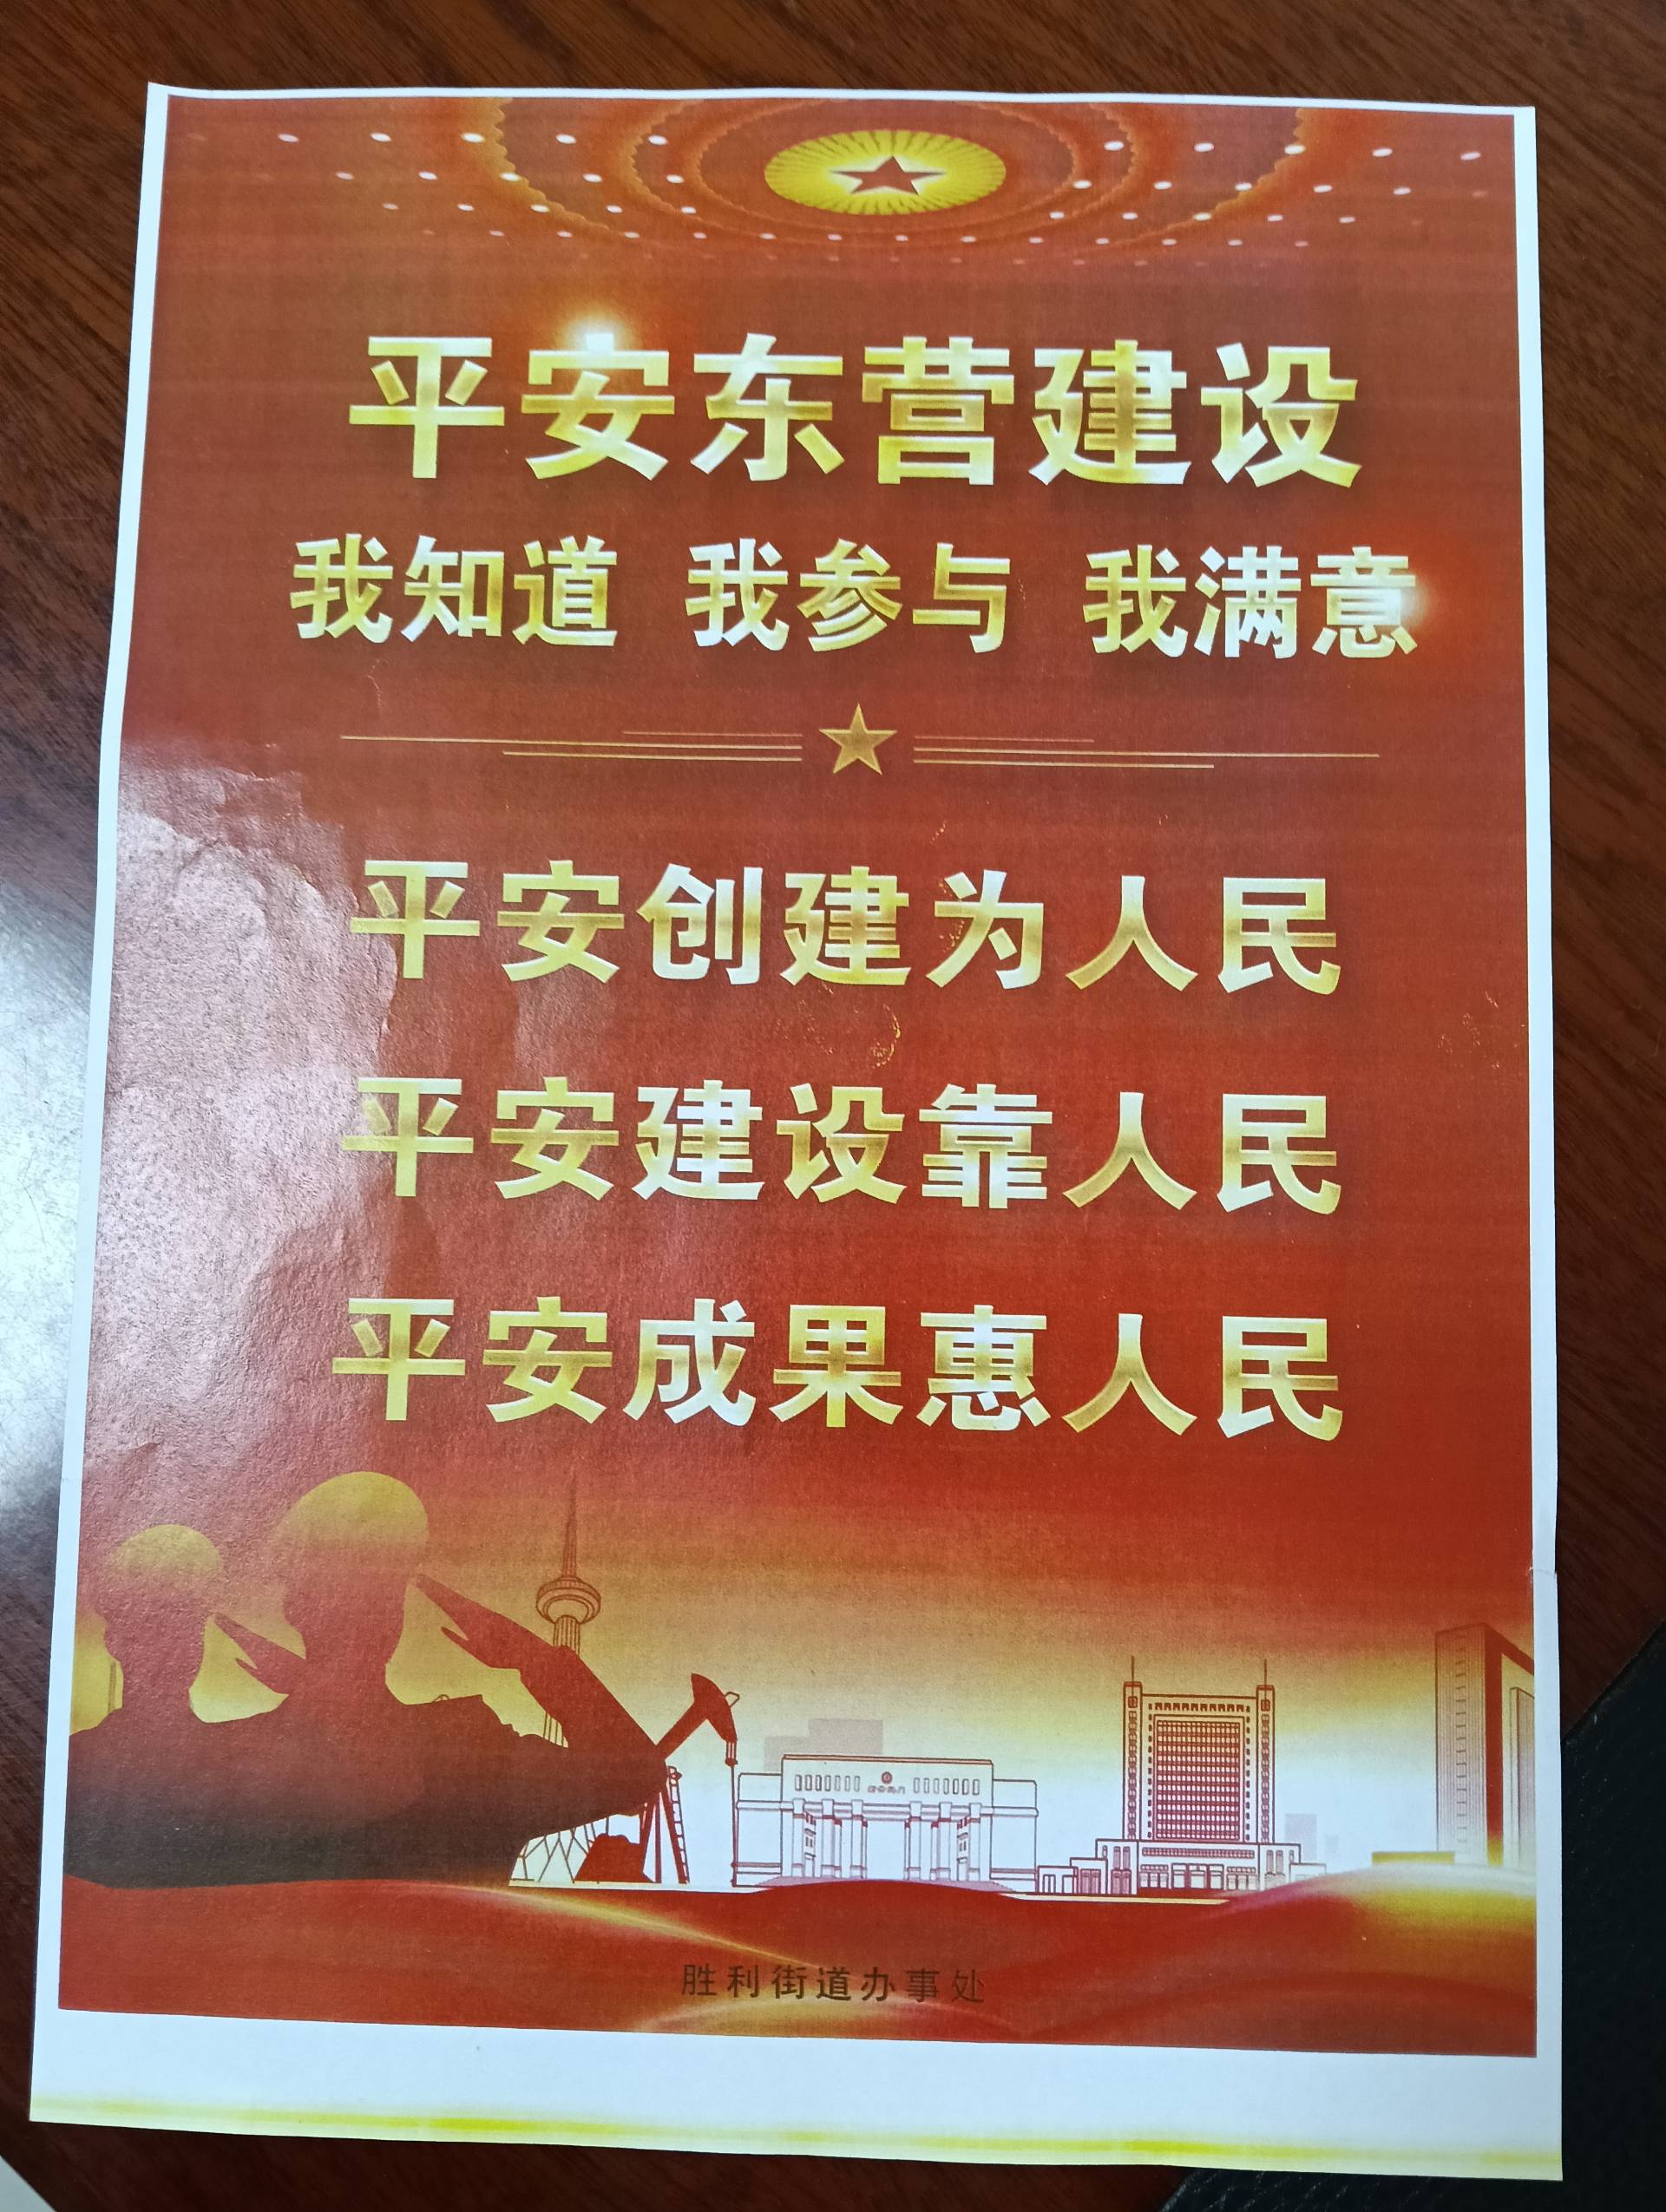 平安东营建设
我知道 我参与 我满意
平安创建为人民
平安建设靠人民
平安成果惠人民
胜利街道办事处